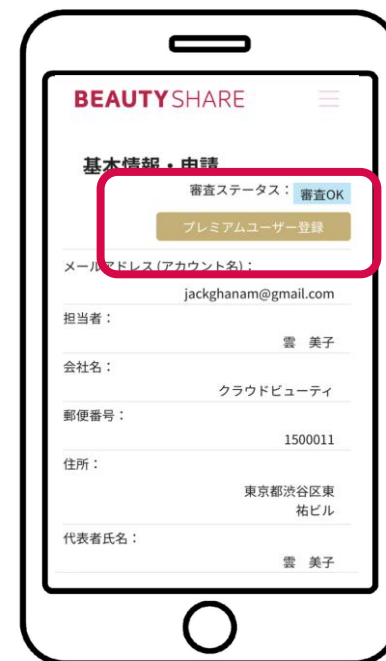 BEAUTYSHARE
基本情報・申請
審査ステータス： 審査OK
プレミアムユーザー登録
メールアドレス (アカウント名)：
jackghanam@gmail.com
担当者：
雲　美子
会社名：
クラウドビューティ
郵便番号：
1500011
住所：
東京都渋谷区東
祐ビル
代表者氏名：
雲　美子